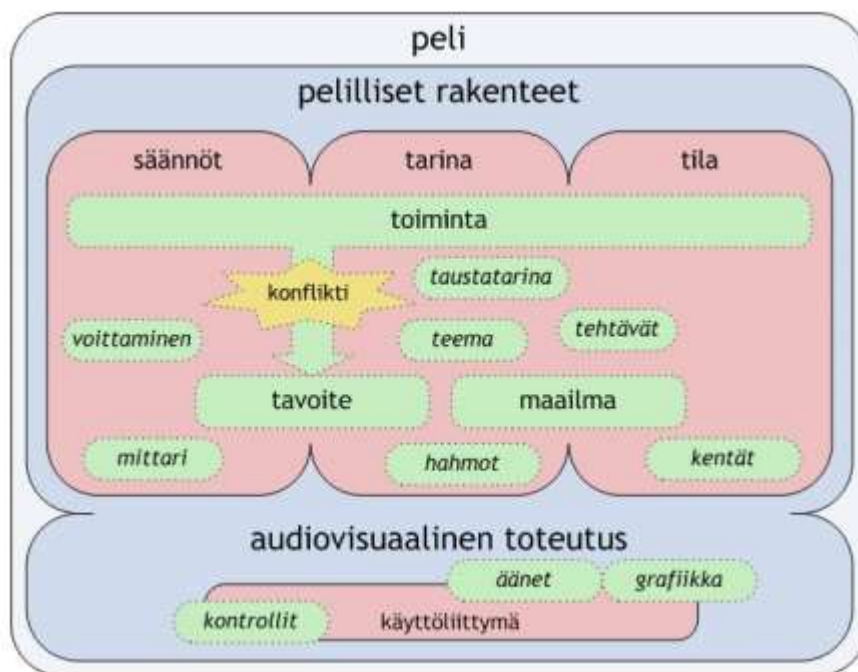 peli
pelilliset rakenteet
säännöt
tarina
tila
toiminta
konflikti
taustatarina
voittaminen
teema
tehtävät
tavoite
maailma
mittari
hahmot
kentät
audiovisuaalinen toteutus
äänet
grafiikka
kontrollit
käyttöliittymä